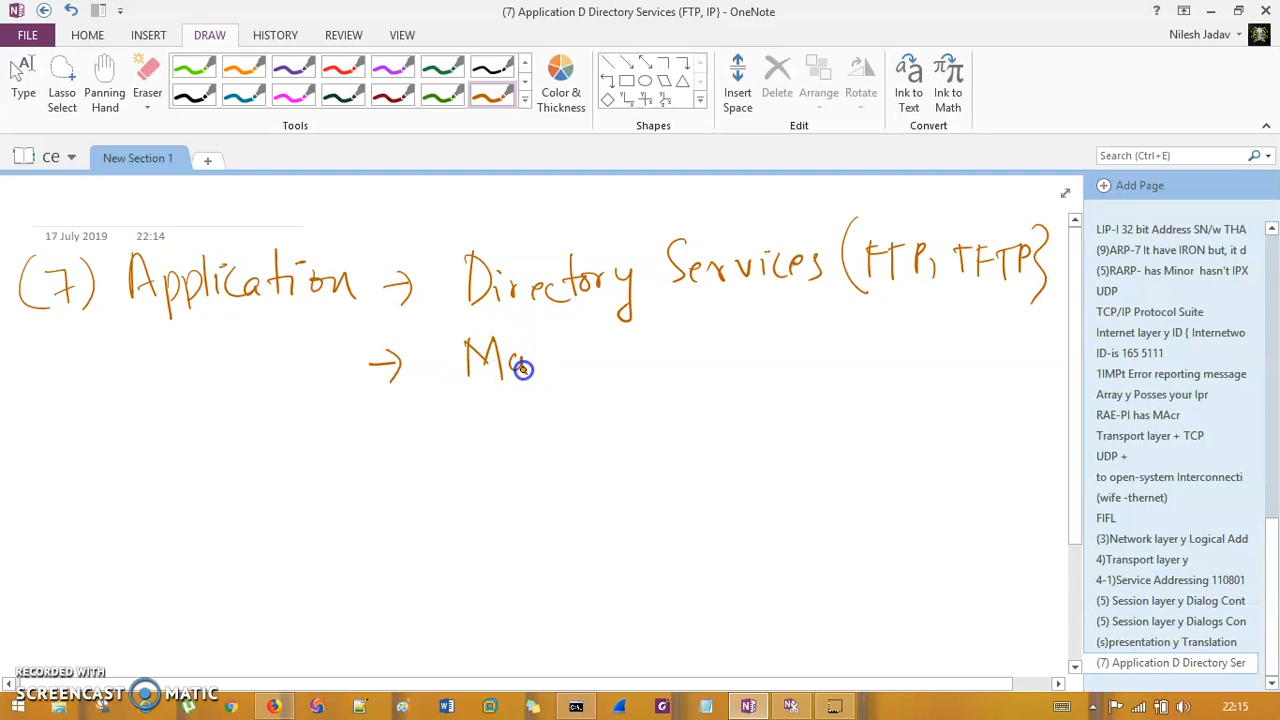 (7) Application D Directory Services (FTP, IP} - OneNote
FILE HOME INSERT DRAW HISTORY REVIEW VIEW
Nilesh Jadav
Type
Lasso Select
Panning Hand
Eraser
Color & Thickness
Insert Space
Delete
Arrange
Rotate
Ink to Text
Ink to Math
Tools
Shapes
Edit
Convert
ce
New Section 1
Search (Ctrl+E)
Add Page
17 July 2019 22:14
(7) Application → Directory Services (FTP, TFTP}
→ Ma
LIP-I 32 bit Address SN/w THA
(9)ARP-7 It have IRON but, it d
(5)RARP- has Minor hasn't IPX
UDP
TCP/IP Protocol Suite
Internet layer y ID { Internetwo
ID-is 165 5111
1IMPt Error reporting message
Array y Posses your Ipr
RAE-PI has MAcr
Transport layer + TCP
UDP +
to open-system Interconnecti
(wife -thernet)
FIFL
(3)Network layer y Logical Add
4)Transport layer y
4-1)Service Addressing 110801
(5) Session layer y Dialog Cont
(5) Session layer y Dialogs Con
(s)presentation y Translation
(7) Application D Directory Ser
RECORDED WITH
SCREENCAST MATIC
22:15